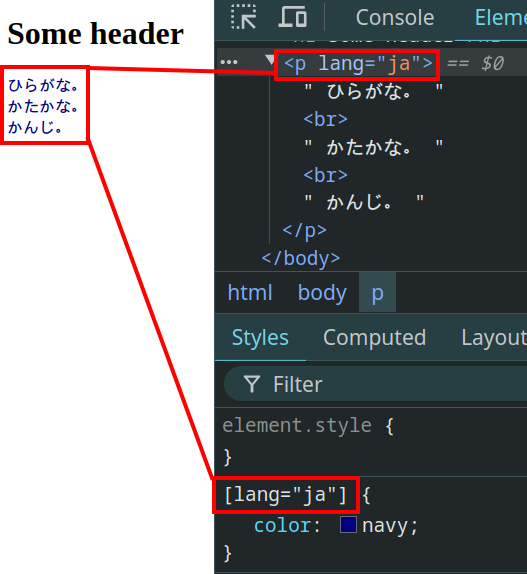 Some header
ひらがな。
かたかな。
かんじ。
Console
<p lang="ja"> == $0
" ひらがな。 "
<br>
" かたかな。 "
<br>
" かんじ。 "
</p>
</body>
html body p
Styles Computed
Filter
element.style {
}
[lang="ja"] {
color: navy;
}